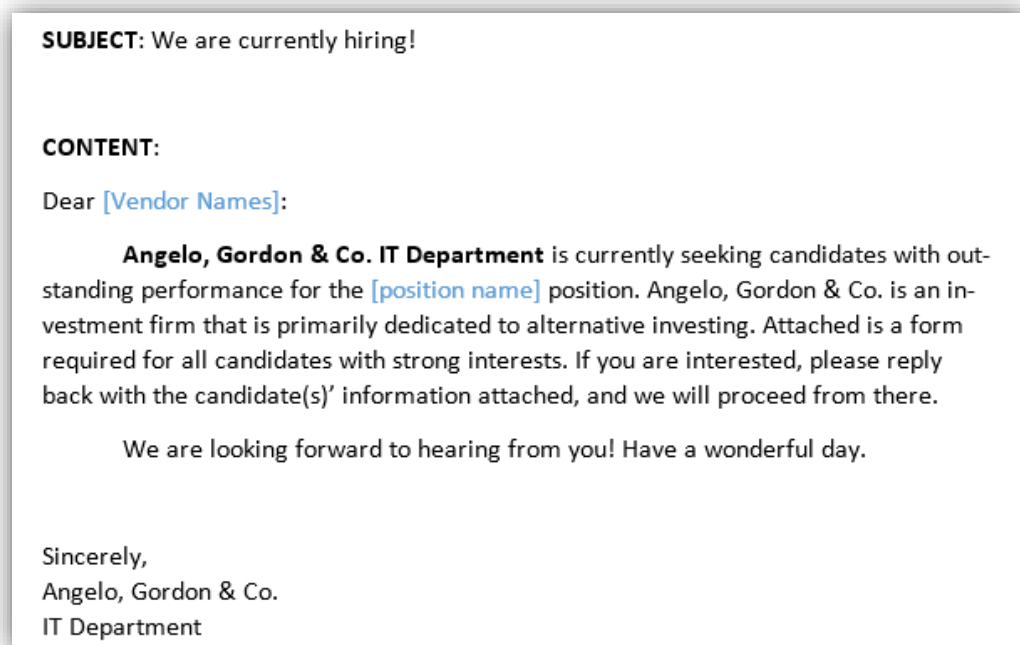 SUBJECT: We are currently hiring!
CONTENT:
Dear [Vendor Names]:
Angelo, Gordon & Co. IT Department is currently seeking candidates with out-
standing performance for the [position name] position. Angelo, Gordon & Co. is an in-
vestment firm that is primarily dedicated to alternative investing. Attached is a form
required for all candidates with strong interests. If you are interested, please reply
back with the candidate(s)’ information attached, and we will proceed from there.
We are looking forward to hearing from you! Have a wonderful day.
Sincerely,
Angelo, Gordon & Co.
IT Department